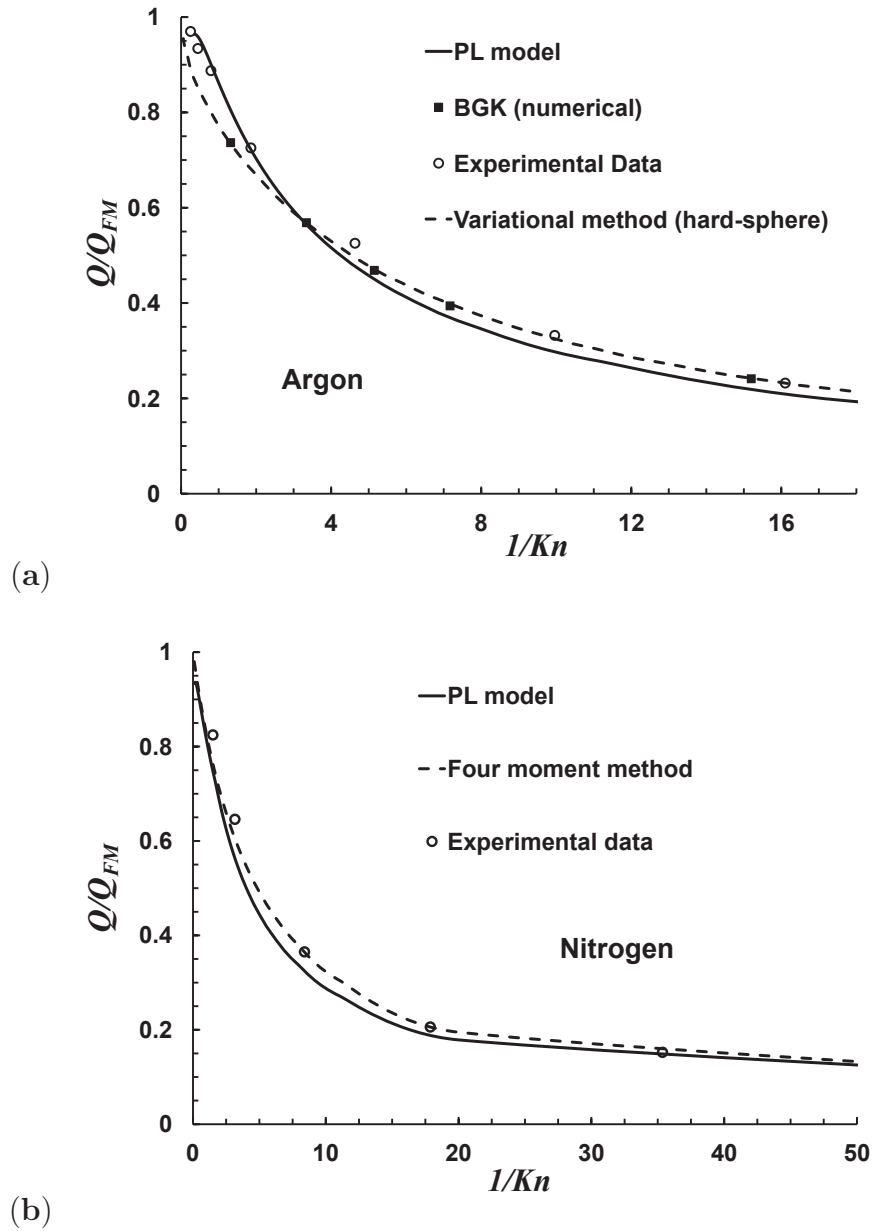 1
0.8
0.6
0.4
0.2
0
Q/Q_FM
PL model
BGK (numerical)
Experimental Data
Variational method (hard-sphere)
Argon
0 4 8 12 16
1/Kn
(a)
1
0.8
0.6
0.4
0.2
0
Q/Q_FM
PL model
Four moment method
Experimental data
Nitrogen
0 10 20 30 40 50
1/Kn
(b)